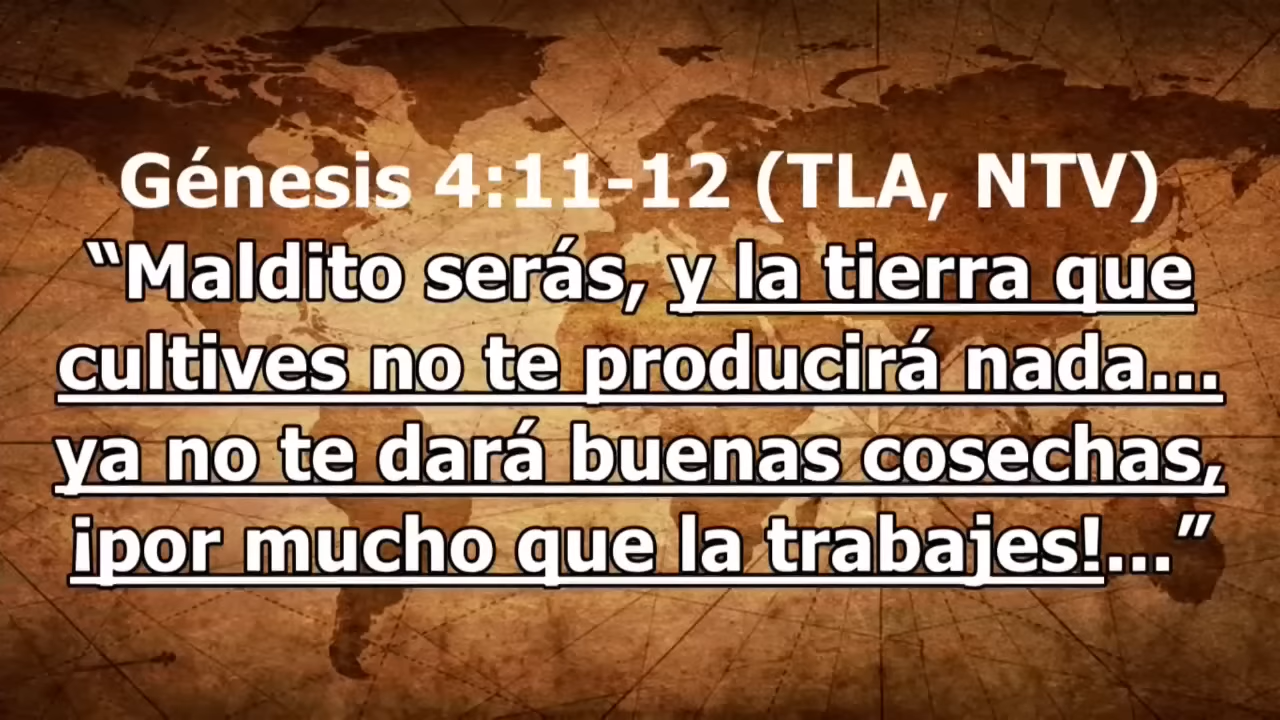 Génesis 4:11-12 (TLA, NTV)
“Maldito serás, y la tierra que
cultives no te producirá nada...
ya no te dará buenas cosechas,
¡por mucho que la trabajes!...”